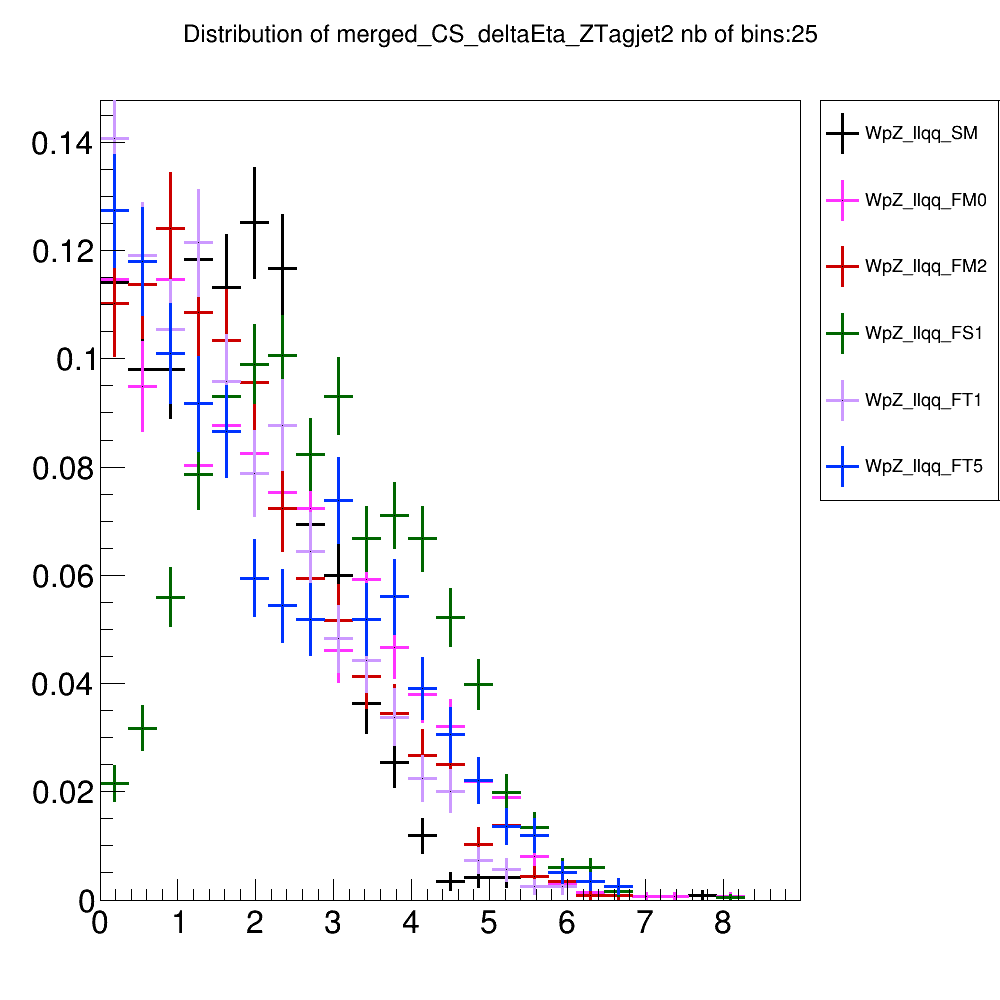 Distribution of merged_CS_deltaEta_ZTagjet2 nb of bins:25
WpZ_llqq_SM
WpZ_llqq_FM0
WpZ_llqq_FM2
WpZ_llqq_FS1
WpZ_llqq_FT1
WpZ_llqq_FT5
0.14
0.12
0.1
0.08
0.06
0.04
0.02
0
0 1 2 3 4 5 6 7 8